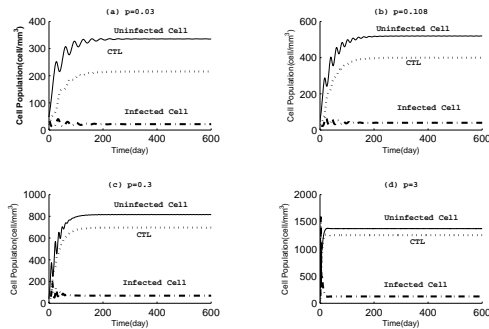 (a) p=0.03
Cell Population(cell/mm³)
400
300
200
100
0
Uninfected Cell
CTL
Infected Cell
0 200 400 600
Time(day)
(b) p=0.108
Cell Population(cell/mm³)
600
400
200
0
Uninfected Cell
CTL
Infected Cell
0 200 400 600
Time(day)
(c) p=0.3
Cell Population(cell/mm³)
1000
800
600
400
200
0
Uninfected Cell
CTL
Infected Cell
0 200 400 600
Time(day)
(d) p=3
Cell Population(cell/mm³)
2000
1500
1000
500
0
Uninfected Cell
CTL
Infected Cell
0 200 400 600
Time(day)